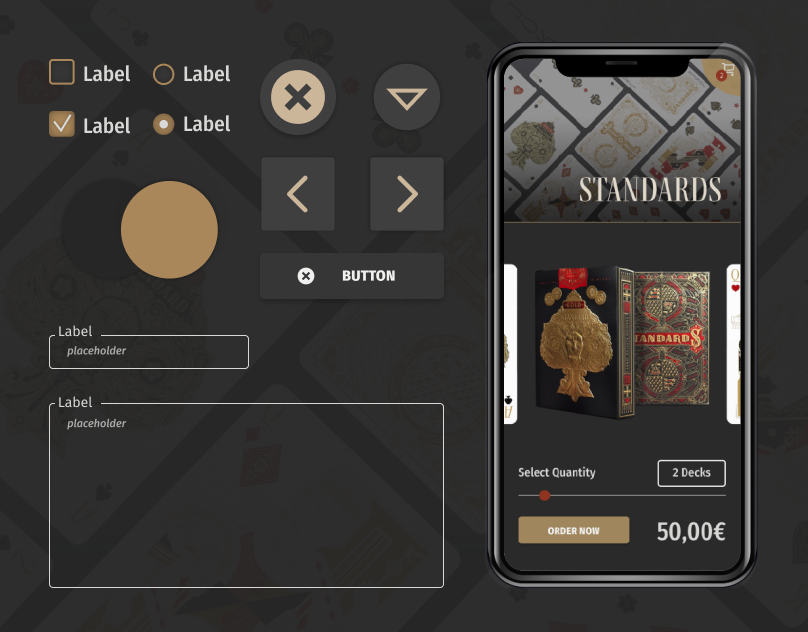 Label
Label
Label
Label
BUTTON
Label
placeholder
Label
placeholder
2
STANDARDS
Q
TANDARDS
A
Select Quantity
2 Decks
ORDER NOW
50,00€